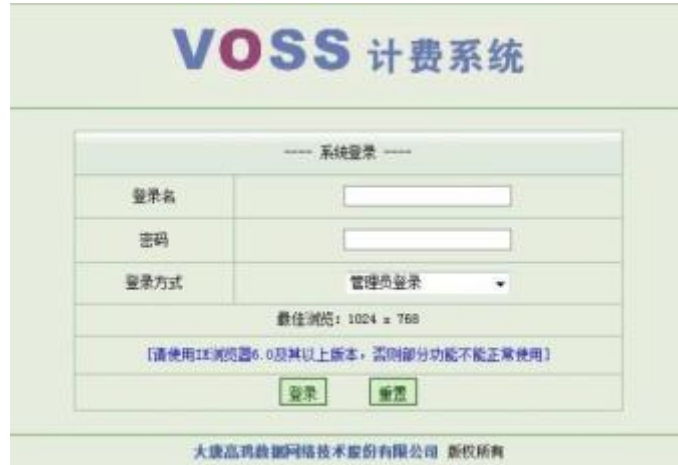 VOSS 计费系统
---- 系统登录 ----
登录名
密码
登录方式 管理员登录
最佳浏览: 1024 x 768
[请使用IE浏览器6.0及其以上版本,否则部分功能不能正常使用]
登录 重置
大唐高鸿数据网络技术股份有限公司 版权所有